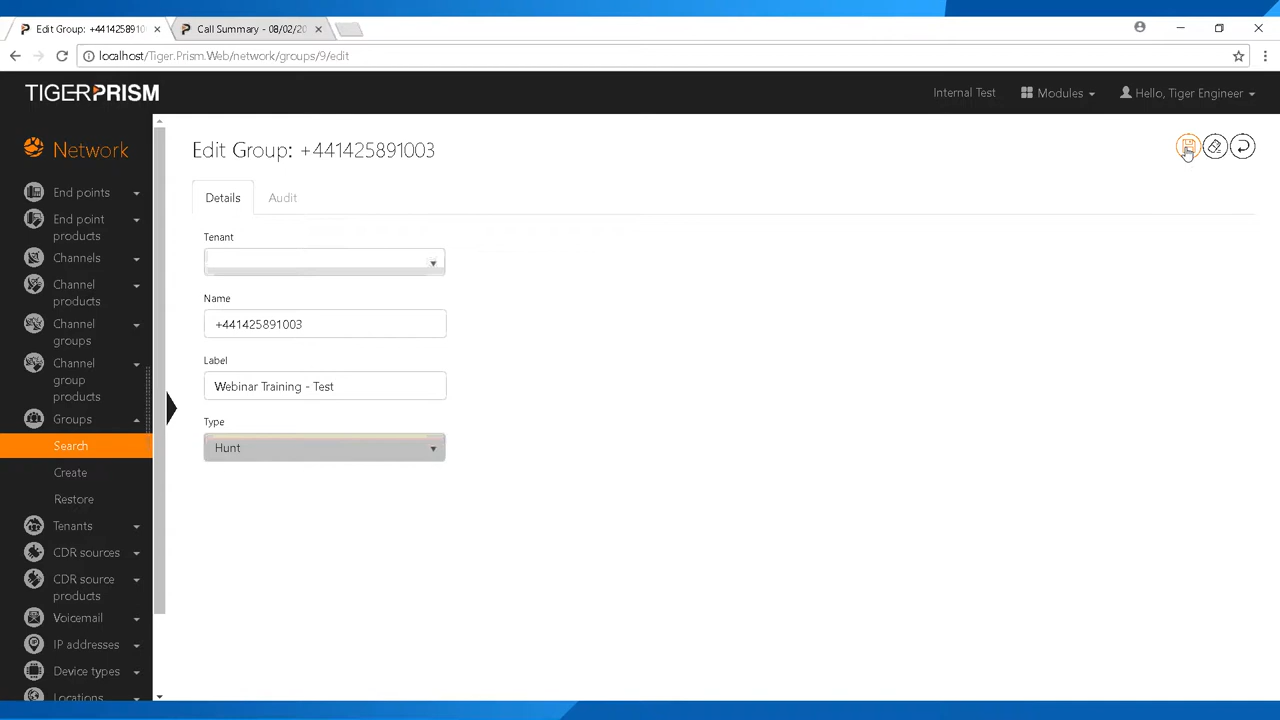 Edit Group: +4414258910
Call Summary - 08/02/20
localhost/Tiger.Prism.Web/network/groups/9/edit
TIGERPRISM
Internal Test
Modules
Hello, Tiger Engineer
Network
End points
End point
products
Channels
Channel
products
Channel
groups
Channel
group
products
Groups
Search
Create
Restore
Tenants
CDR sources
CDR source
products
Voicemail
IP addresses
Device types
Locations
Edit Group: +441425891003
Details
Audit
Tenant
Name
+441425891003
Label
Webinar Training - Test
Type
Hunt